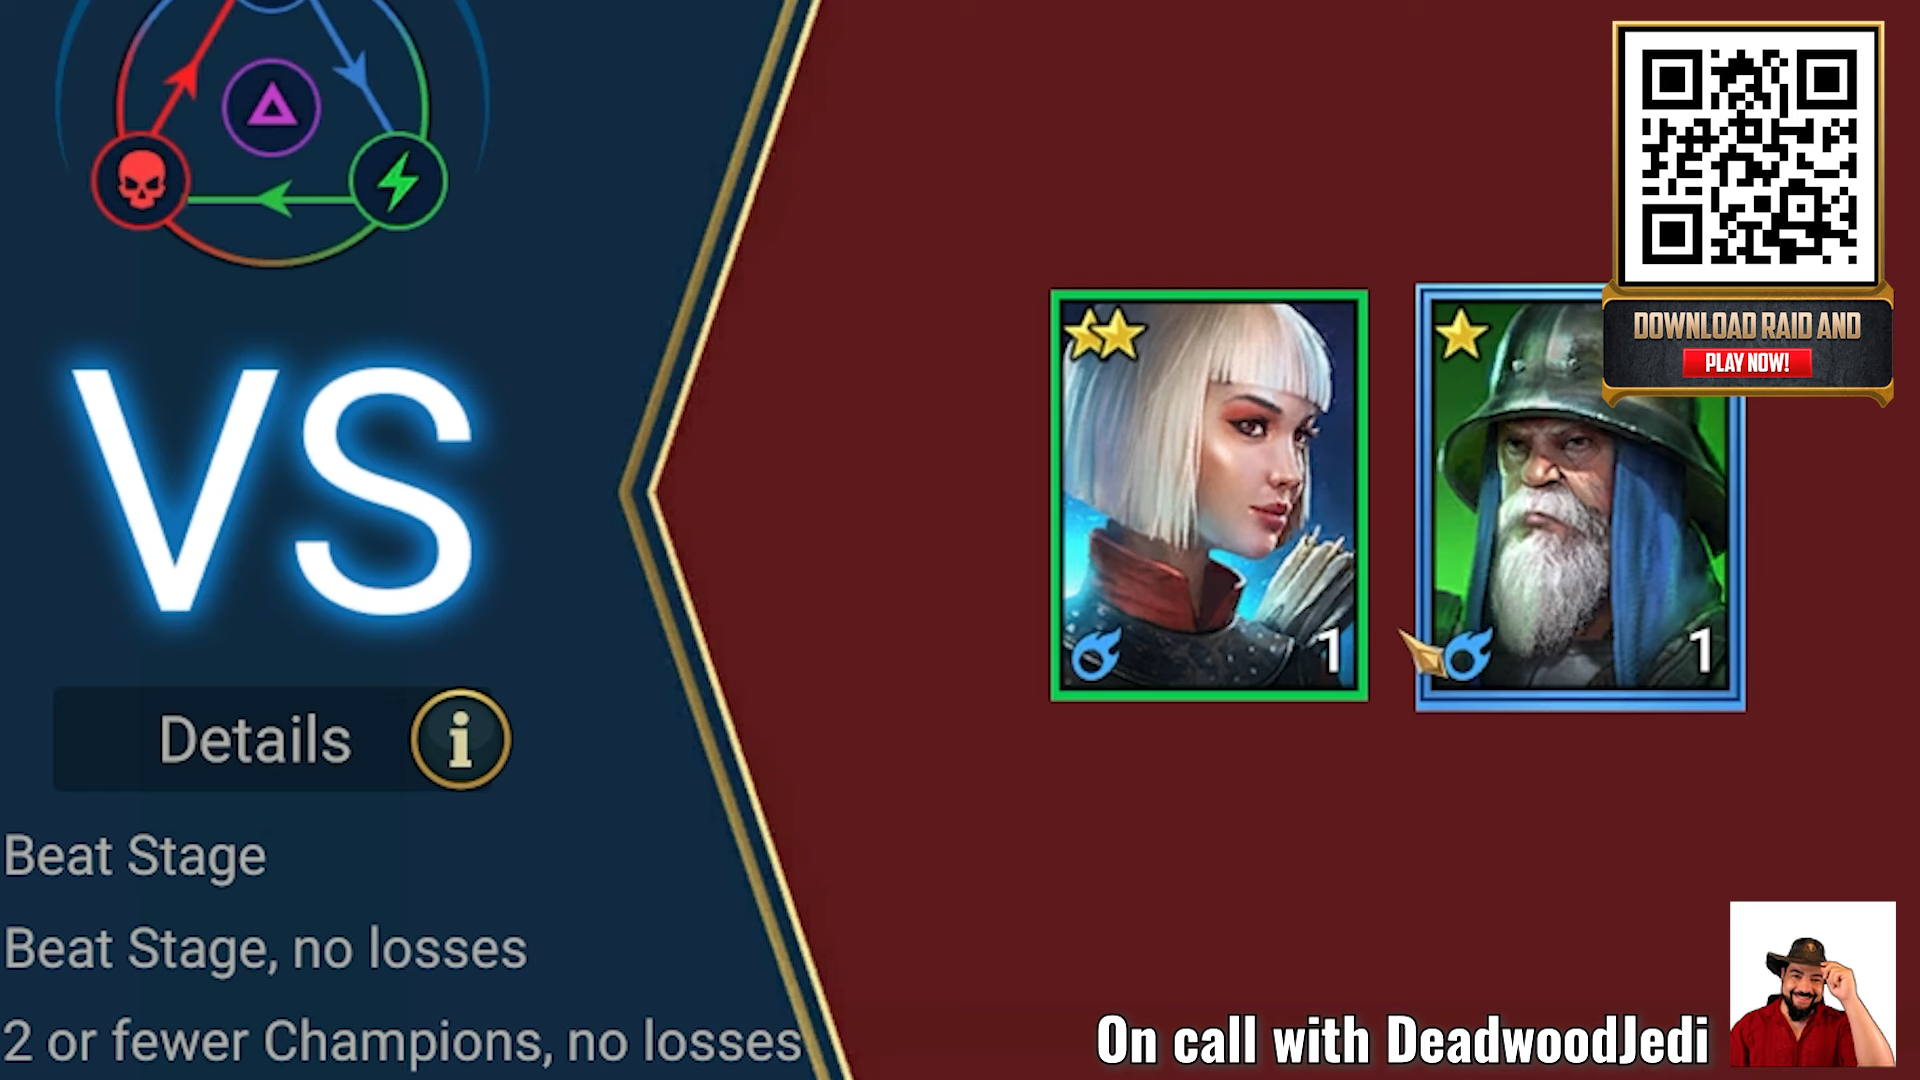 DOWNLOAD RAID AND
PLAY NOW!
VS
1
1
Details
Beat Stage
Beat Stage, no losses
2 or fewer Champions, no losses
On call with DeadwoodJedi